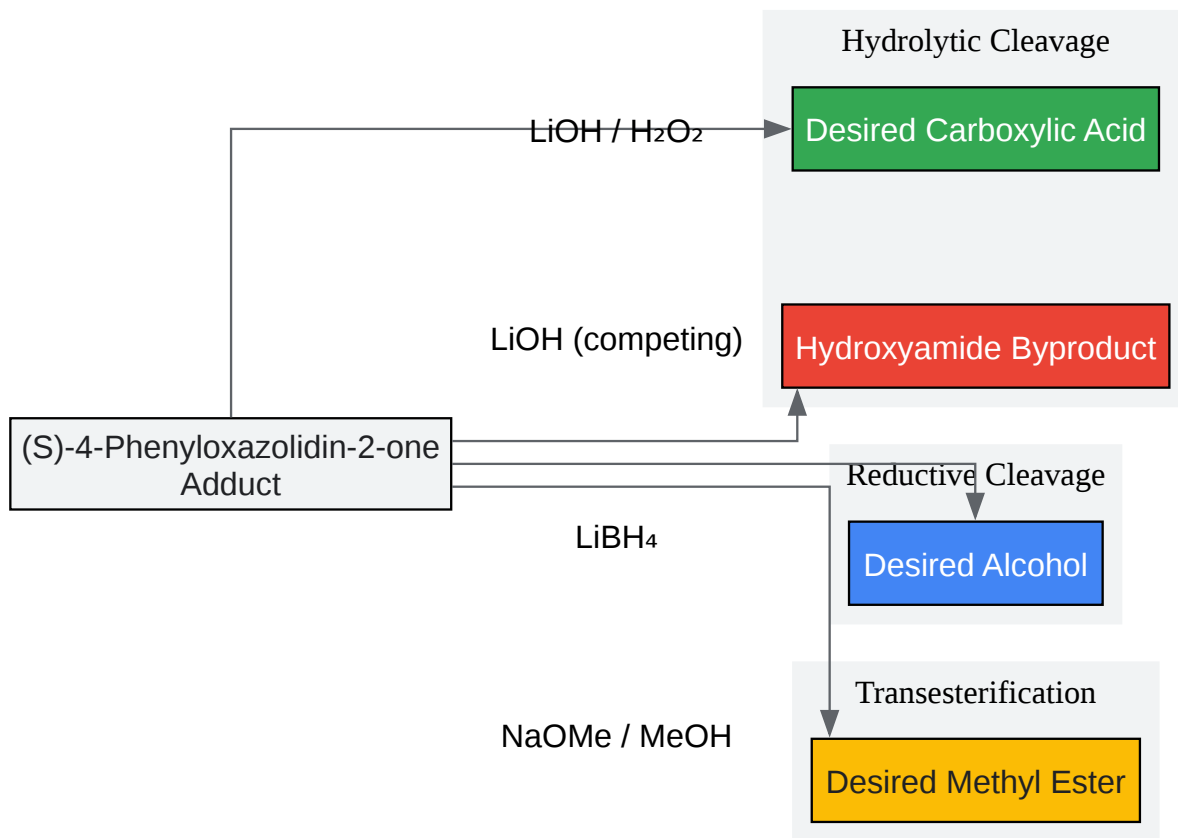 Hydrolytic Cleavage
LiOH / H₂O₂
Desired Carboxylic Acid
LiOH (competing)
Hydroxyamide Byproduct
(S)-4-Phenyloxazolidin-2-one
Adduct
Reductive Cleavage
LiBH₄
Desired Alcohol
Transesterification
NaOMe / MeOH
Desired Methyl Ester